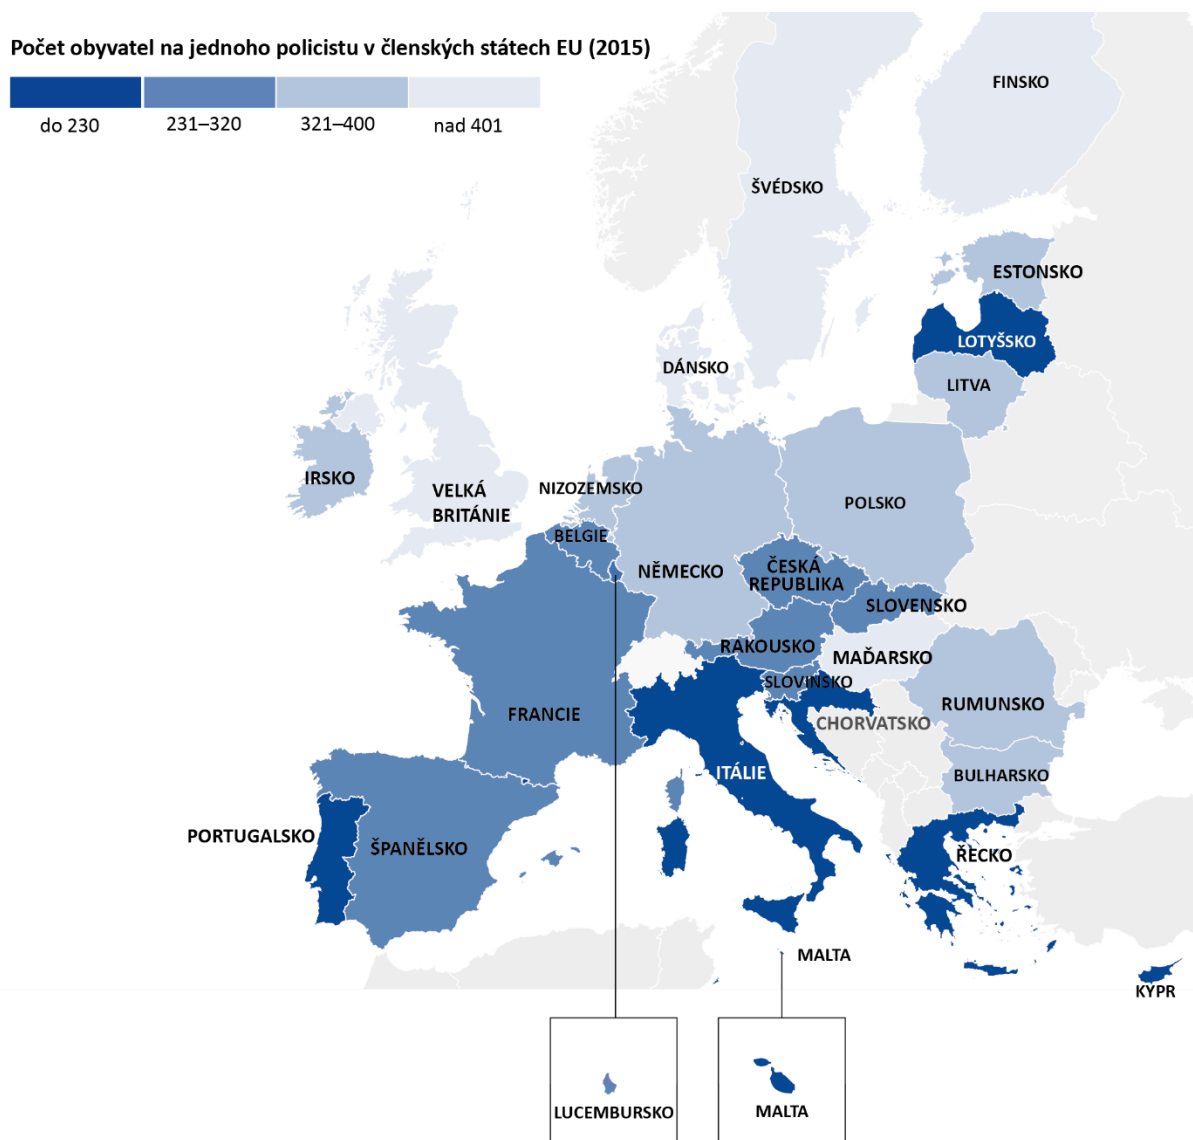 Počet obyvatel na jednoho policistu v členských státech EU (2015)
do 230
231–320
321–400
nad 401
FINSKO
ŠVÉDSKO
ESTONSKO
LOTYŠSKO
DÁNSKO
LITVA
IRSKO
VELKÁ
BRITÁNIE
NIZOZEMSKO
POLSKO
BELGIE
NĚMECKO
ČESKÁ
REPUBLIKA
SLOVENSKO
RAKOUSKO
MAĎARSKO
SLOVINSKO
RUMUNSKO
FRANCIE
CHORVATSKO
ITÁLIE
BULHARSKO
PORTUGALSKO
ŠPANĚLSKO
ŘECKO
MALTA
KYPR
LUCEMBURSKO
MALTA